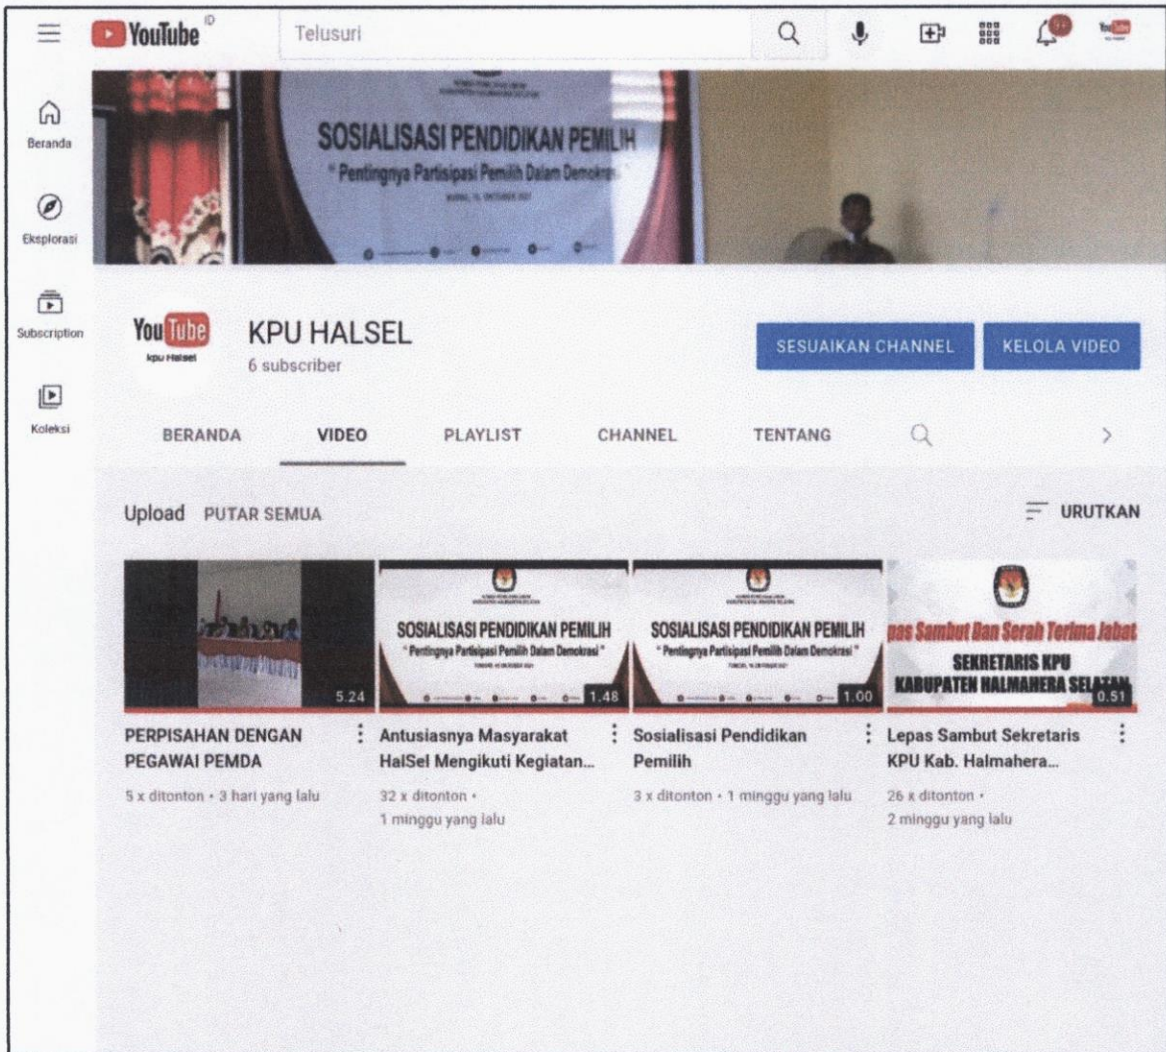 YouTube ID
Telusuri
Beranda
Eksplorasi
Subscription
Koleksi
SOSIALISASI PENDIDIKAN PEMILIH
" Pentingnya Partisipasi Pemilih Dalam Demokrasi "
YouTube
kpu Halsel
KPU HALSEL
6 subscriber
SESUAIKAN CHANNEL
KELOLA VIDEO
BERANDA VIDEO PLAYLIST CHANNEL TENTANG
Upload PUTAR SEMUA
URUTKAN
5.24
PERPISAHAN DENGAN
PEGAWAI PEMDA
5 x ditonton • 3 hari yang lalu
SOSIALISASI PENDIDIKAN PEMILIH
" Pentingnya Partisipasi Pemilih Dalam Demokrasi "
1.48
Antusiasnya Masyarakat
HalSel Mengikuti Kegiatan...
32 x ditonton •
1 minggu yang lalu
SOSIALISASI PENDIDIKAN PEMILIH
" Pentingnya Partisipasi Pemilih Dalam Demokrasi "
1.00
Sosialisasi Pendidikan
Pemilih
3 x ditonton • 1 minggu yang lalu
pas Sambut Dan Serah Terima Jabat
SEKRETARIS KPU
KABUPATEN HALMAHERA SELATAN
0.51
Lepas Sambut Sekretaris
KPU Kab. Halmahera...
26 x ditonton •
2 minggu yang lalu